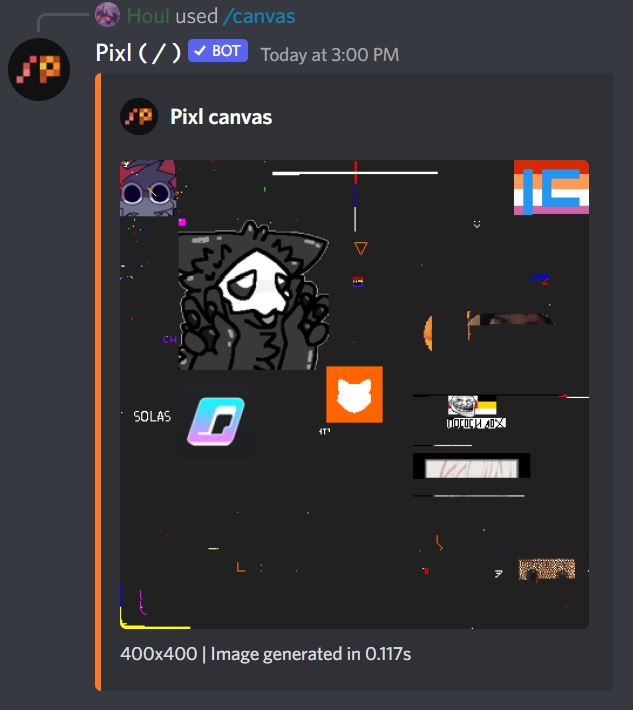 Houl used /canvas
Pixl ( / ) ✓ BOT Today at 3:00 PM
Pixl canvas
IC
CH
SOLAS
400x400 | Image generated in 0.117s